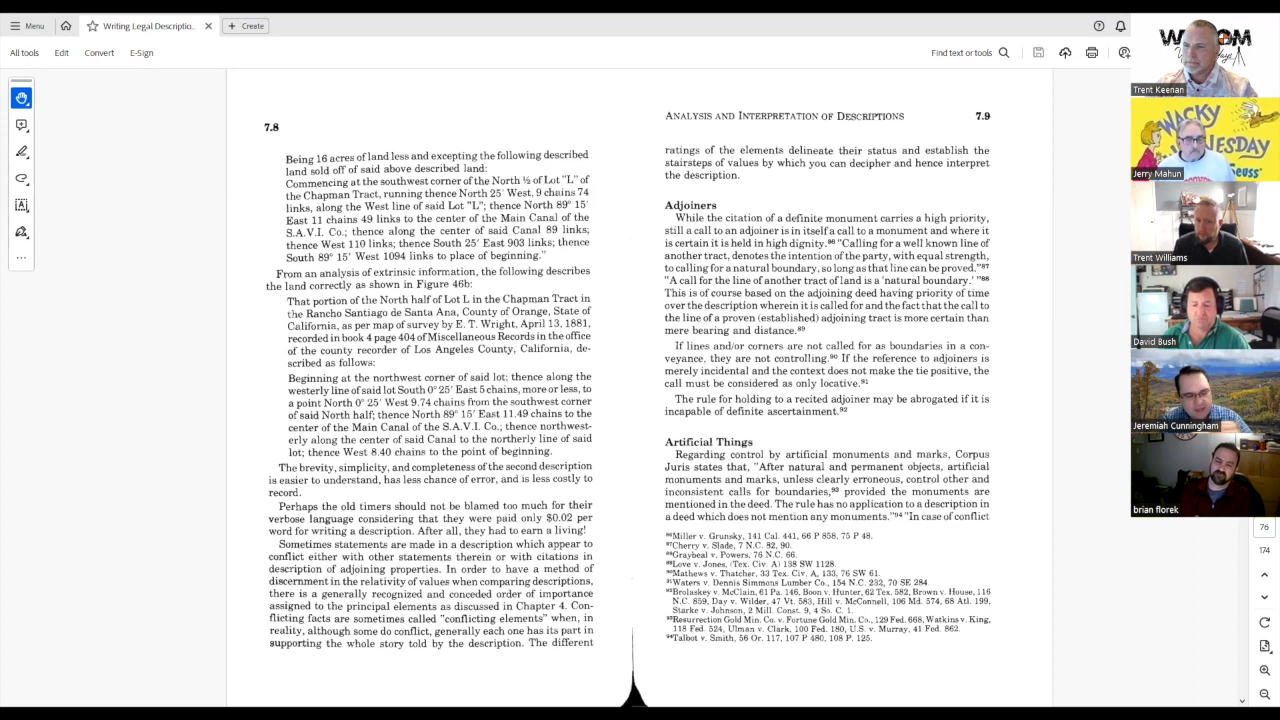 Menu
Writing Legal Descriptio...
Create
All tools
Edit
Convert
E-Sign
Find text or tools
7.8
Being 16 acres of land less and excepting the following described
land sold off of said above described land:
Commencing at the southwest corner of the North ½ of Lot "L" of
the Chapman Tract, running thence North 25' West, 9 chains 74
links, along the West line of said Lot "L"; thence North 89° 15'
East 11 chains 49 links to the center of the Main Canal of the
S.A.V.I. Co.; thence along the center of said Canal 89 links;
thence West 110 links; thence South 25' East 903 links; thence
South 89° 15' West 1094 links to place of beginning."
From an analysis of extrinsic information, the following describes
the land correctly as shown in Figure 46b:
That portion of the North half of Lot L in the Chapman Tract in
the Rancho Santiago de Santa Ana, County of Orange, State of
California, as per map of survey by E. T. Wright, April 13, 1881,
recorded in book 4 page 404 of Miscellaneous Records in the office
of the county recorder of Los Angeles County, California, de-
scribed as follows:
Beginning at the northwest corner of said lot; thence along the
westerly line of said lot South 0° 25' East 5 chains, more or less, to
a point North 0° 25' West 9.74 chains from the southwest corner
of said North half; thence North 89° 15' East 11.49 chains to the
center of the Main Canal of the S.A.V.I. Co.; thence northwest-
erly along the center of said Canal to the northerly line of said
lot; thence West 8.40 chains to the point of beginning.
The brevity, simplicity, and completeness of the second description
is easier to understand, has less chance of error, and is less costly to
record.
Perhaps the old timers should not be blamed too much for their
verbose language considering that they were paid only $0.02 per
word for writing a description. After all, they had to earn a living!
Sometimes statements are made in a description which appear to
conflict either with other statements therein or with citations in
description of adjoining properties. In order to have a method of
discernment in the relativity of values when comparing descriptions,
there is a generally recognized and conceded order of importance
assigned to the principal elements as discussed in Chapter 4. Con-
flicting facts are sometimes called "conflicting elements" when, in
reality, although some do conflict, generally each one has its part in
supporting the whole story told by the description. The different
ANALYSIS AND INTERPRETATION OF DESCRIPTIONS 7.9
ratings of the elements delineate their status and establish the
stairsteps of values by which you can decipher and hence interpret
the description.
Adjoiners
While the citation of a definite monument carries a high priority,
still a call to an adjoiner is in itself a call to a monument and where it
is certain it is held in high dignity.86 "Calling for a well known line of
another tract, denotes the intention of the party, with equal strength,
to calling for a natural boundary, so long as that line can be proved."87
"A call for the line of another tract of land is a 'natural boundary.' "88
This is of course based on the adjoining deed having priority of time
over the description wherein it is called for and the fact that the call to
the line of a proven (established) adjoining tract is more certain than
mere bearing and distance.89
If lines and/or corners are not called for as boundaries in a con-
veyance, they are not controlling.90 If the reference to adjoiners is
merely incidental and the context does not make the tie positive, the
call must be considered as only locative.91
The rule for holding to a recited adjoiner may be abrogated if it is
incapable of definite ascertainment.92
Artificial Things
Regarding control by artificial monuments and marks, Corpus
Juris states that, "After natural and permanent objects, artificial
monuments and marks, unless clearly erroneous, control other and
inconsistent calls for boundaries,93 provided the monuments are
mentioned in the deed. The rule has no application to a description in
a deed which does not mention any monuments."94 "In case of conflict
86Miller v. Grunsky, 141 Cal. 441, 66 P 858, 75 P 48.
87Cherry v. Slade, 7 N.C. 82, 90.
88Graybeal v. Powers, 76 N.C. 66.
89Love v. Jones, (Tex. Civ. A) 138 SW 1128.
90Mathews v. Thatcher, 33 Tex. Civ. A, 133, 76 SW 61.
91Waters v. Dennis Simmons Lumber Co., 154 N.C. 232, 70 SE 284.
92Brolaskey v. McClain, 61 Pa. 146, Boon v. Hunter, 62 Tex. 582, Brown v. House, 116
N.C. 859, Day v. Wilder, 47 Vt. 583, Hill v. McConnell, 106 Md. 574, 68 Atl. 199,
Starke v. Johnson, 2 Mill. Const. 9, 4 So. C. 1.
93Resurrection Gold Min. Co. v. Fortune Gold Min. Co., 129 Fed. 668, Watkins v. King,
118 Fed. 524, Ulman v. Clark, 100 Fed. 180, U.S. v. Murray, 41 Fed. 862.
94Talbot v. Smith, 56 Or. 117, 107 P 480, 108 P. 125.
76
174
Trent Keenan
WACKY
Jerry Mahun
Trent Williams
David Bush
Jeremiah Cunningham
brian florek